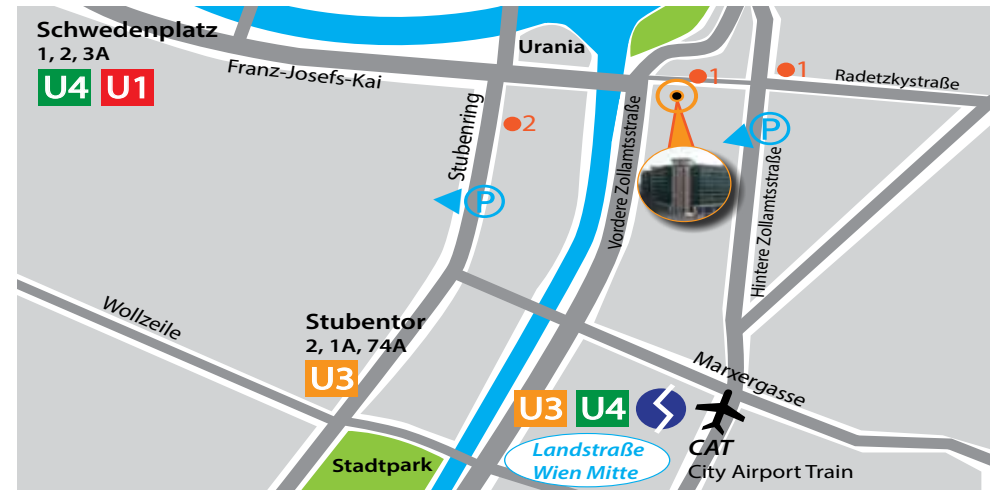 Schwedenplatz
1, 2, 3A
U4 U1
Franz-Josefs-Kai
Urania
1
1
Radetzkystraße
Stubenring
2
P
Vordere Zollamtsstraße
P
Hintere Zollamtsstraße
Wollzeile
Stubentor
2, 1A, 74A
U3
Marxergasse
U3 U4
Landstraße
Wien Mitte
CAT
City Airport Train
Stadtpark